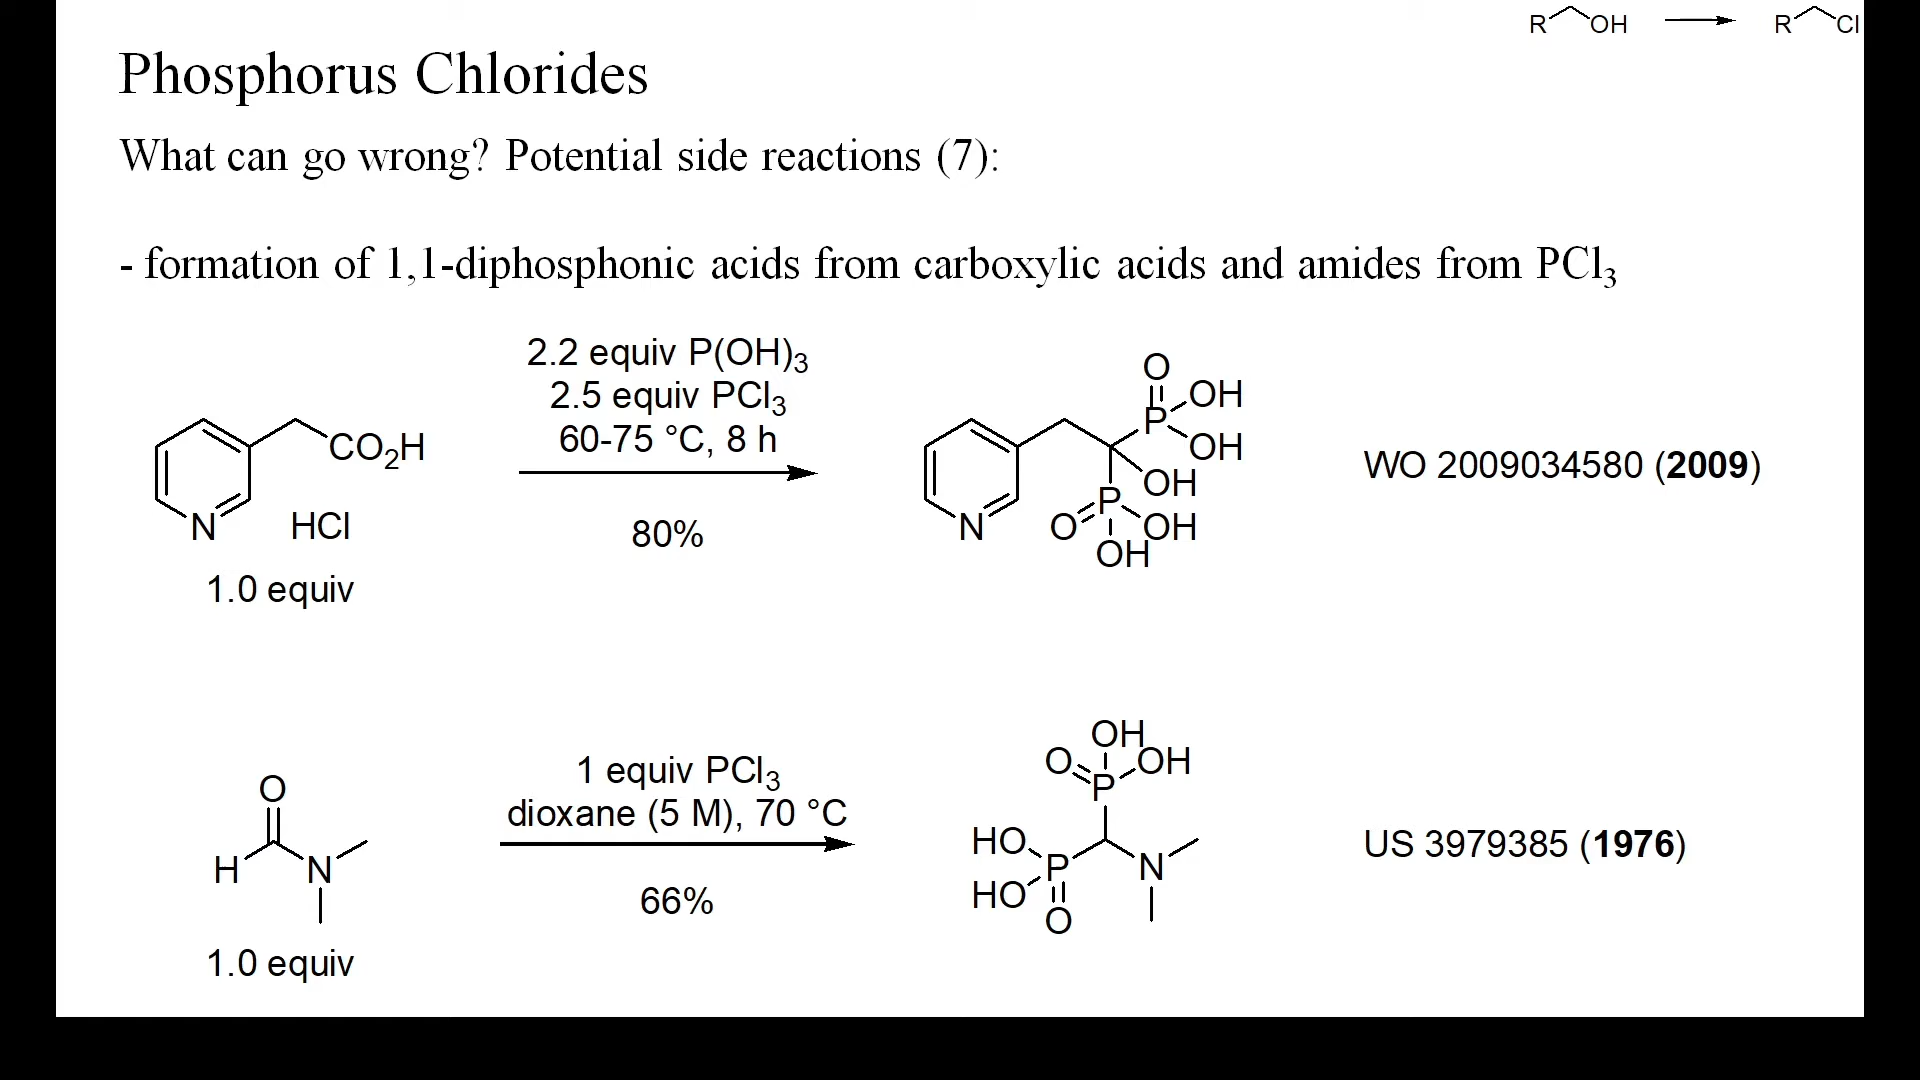 R OH R Cl
Phosphorus Chlorides
What can go wrong? Potential side reactions (7):
- formation of 1,1-diphosphonic acids from carboxylic acids and amides from PCl₃
2.2 equiv P(OH)₃
2.5 equiv PCl₃
60-75 °C, 8 h
80%
CO₂H
N HCl
1.0 equiv
O
P OH
OH
OH
P
N O OH
OH
WO 2009034580 (2009)
1 equiv PCl₃
dioxane (5 M), 70 °C
66%
O
H N
1.0 equiv
OH
O OH
P
HO
P N
HO
O
US 3979385 (1976)